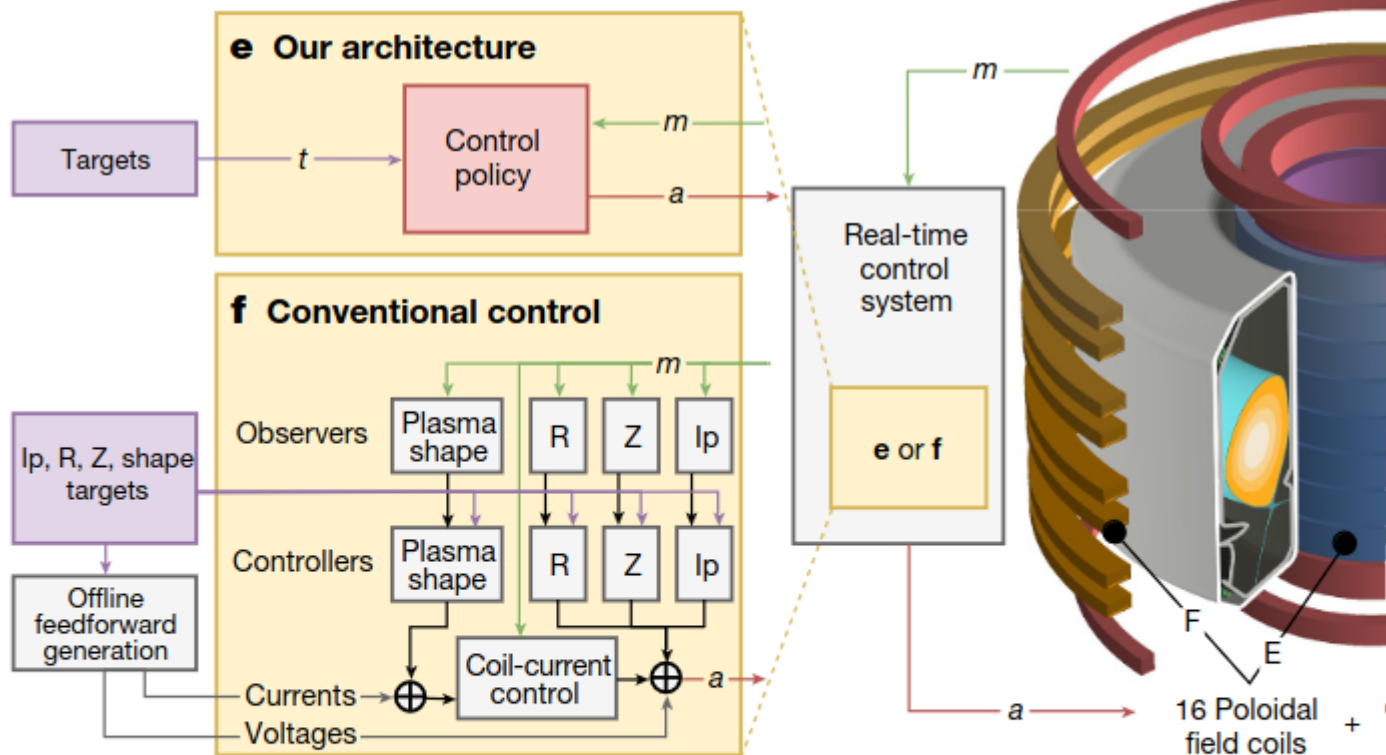 e Our architecture
Targets
t
Control
policy
m
a
m
Real-time
control
system
e or f
a
f Conventional control
m
Observers
Plasma
shape
R
Z
Ip
Ip, R, Z, shape
targets
Controllers
Plasma
shape
R
Z
Ip
Offline
feedforward
generation
Coil-current
control
a
Currents
Voltages
F
E
16 Poloidal
field coils
+